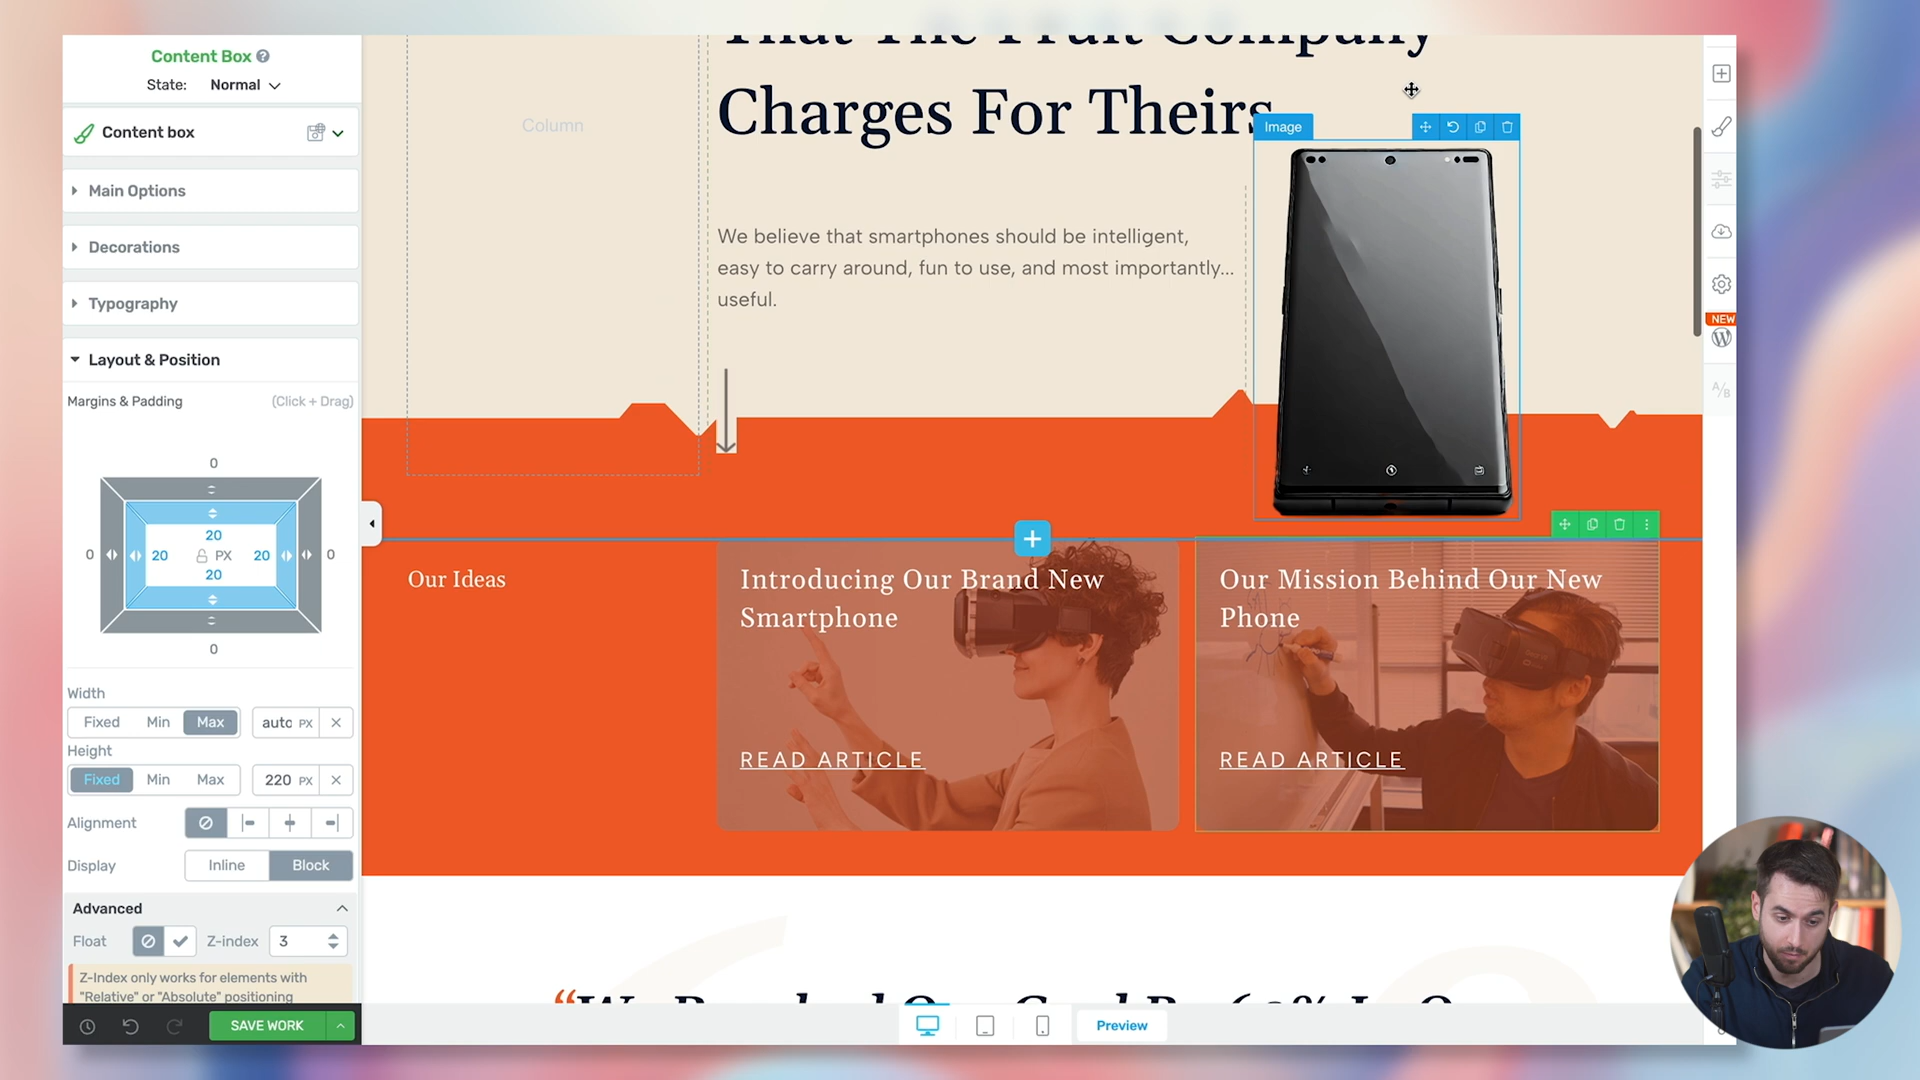 Content Box ?
State: Normal
Content box
Main Options
Decorations
Typography
Layout & Position
Margins & Padding (Click + Drag)
0
20
0 20 PX 20 0
20
0
Width
Fixed Min Max auto PX
Height
Fixed Min Max 220 PX
Alignment
Display Inline Block
Advanced
Float Z-index 3
Z-Index only works for elements with
"Relative" or "Absolute" positioning
SAVE WORK
That The Fruit Company
Charges For Theirs
Column
Image
We believe that smartphones should be intelligent,
easy to carry around, fun to use, and most importantly...
useful.
Our Ideas
Introducing Our Brand New
Smartphone
READ ARTICLE
Our Mission Behind Our New
Phone
READ ARTICLE
Preview
NEW
A/B